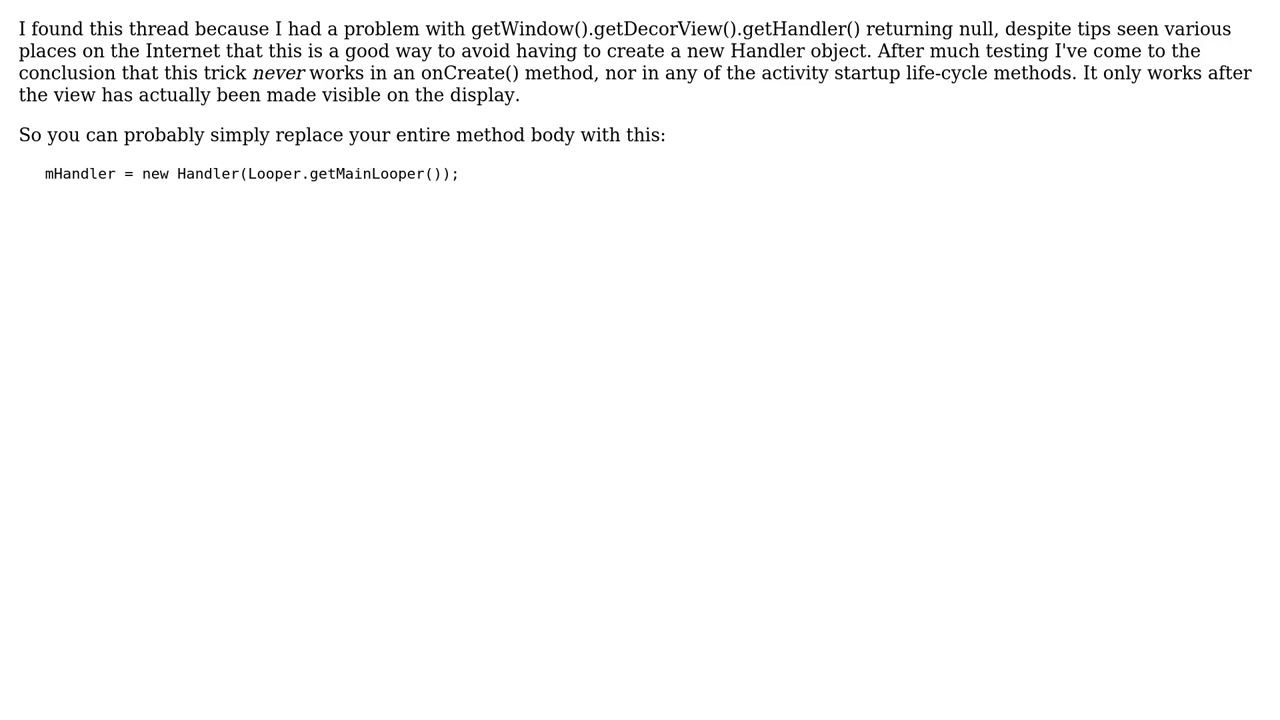 I found this thread because I had a problem with getWindow().getDecorView().getHandler() returning null, despite tips seen various
places on the Internet that this is a good way to avoid having to create a new Handler object. After much testing I've come to the
conclusion that this trick never works in an onCreate() method, nor in any of the activity startup life-cycle methods. It only works after
the view has actually been made visible on the display.
So you can probably simply replace your entire method body with this:
mHandler = new Handler(Looper.getMainLooper());